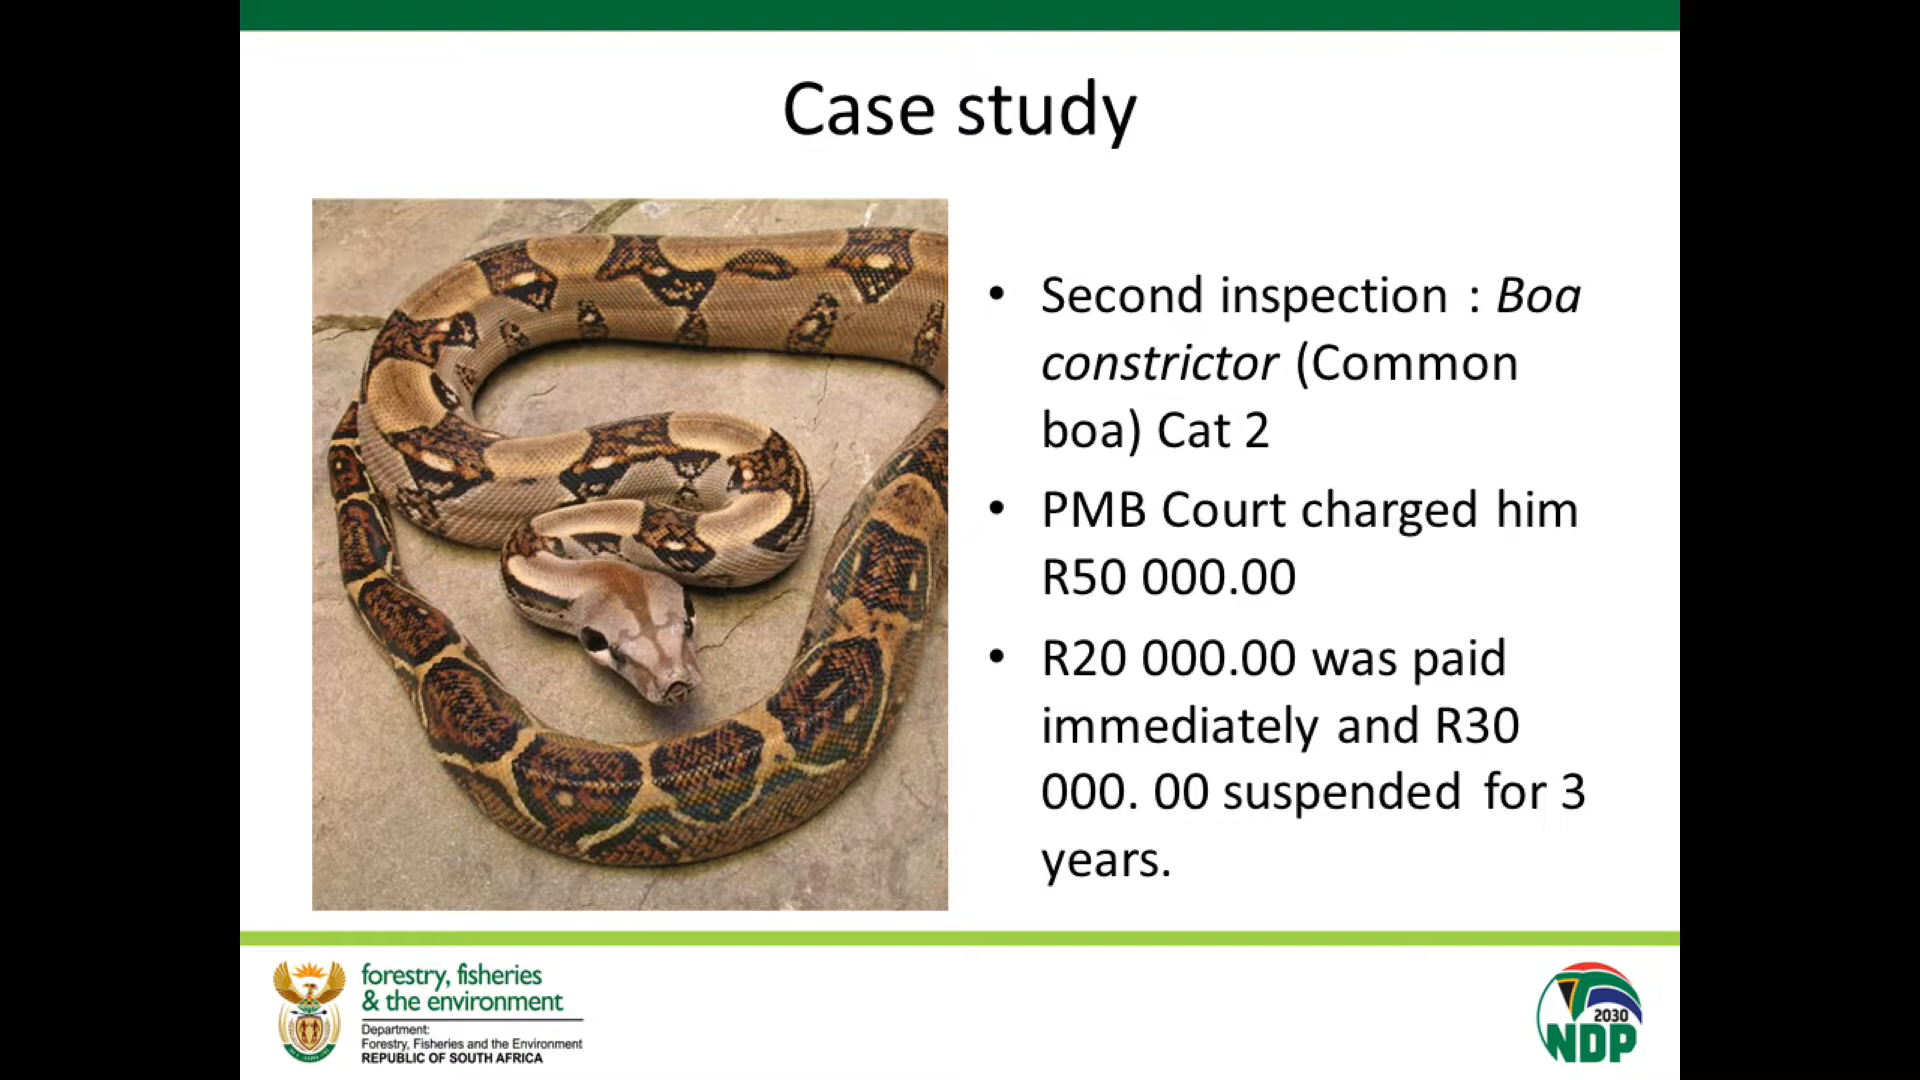 Case study
• Second inspection : Boa
constrictor (Common
boa) Cat 2
• PMB Court charged him
R50 000.00
• R20 000.00 was paid
immediately and R30
000. 00 suspended for 3
years.
forestry, fisheries
& the environment
Department:
Forestry, Fisheries and the Environment
REPUBLIC OF SOUTH AFRICA
2030
NDP